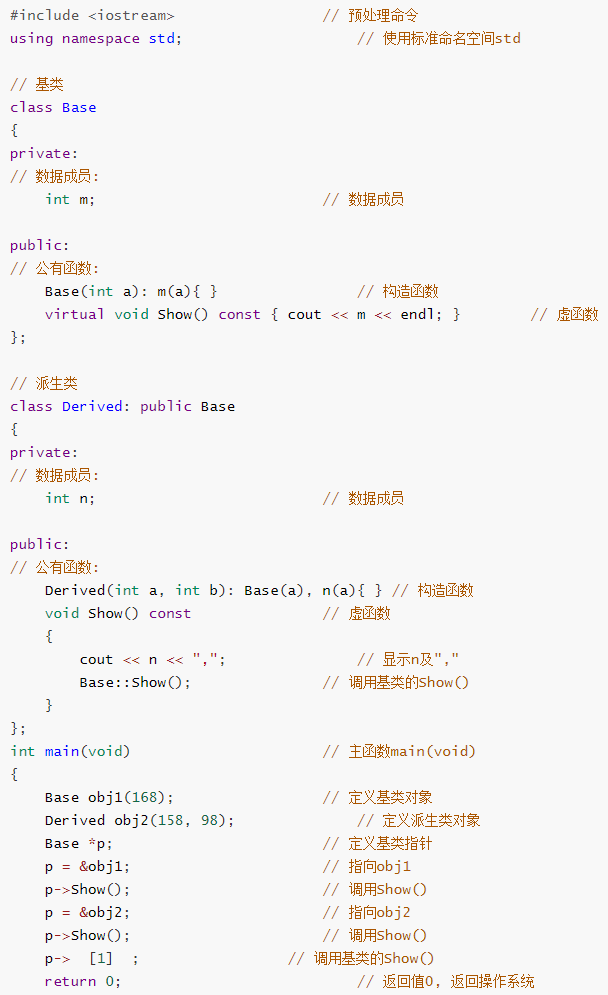 #include <iostream> // 预处理命令
using namespace std; // 使用标准命名空间std
// 基类
class Base
{
private:
// 数据成员:
int m; // 数据成员
public:
// 公有函数:
Base(int a): m(a){ } // 构造函数
virtual void Show() const { cout << m << endl; } // 虚函数
};
// 派生类
class Derived: public Base
{
private:
// 数据成员:
int n; // 数据成员
public:
// 公有函数:
Derived(int a, int b): Base(a), n(a){ } // 构造函数
void Show() const // 虚函数
{
cout << n << ","; // 显示n及","
Base::Show(); // 调用基类的Show()
}
};
int main(void) // 主函数main(void)
{
Base obj1(168); // 定义基类对象
Derived obj2(158, 98); // 定义派生类对象
Base *p; // 定义基类指针
p = &obj1; // 指向obj1
p->Show(); // 调用Show()
p = &obj2; // 指向obj2
p->Show(); // 调用Show()
p-> [1] ; // 调用基类的Show()
return 0; // 返回值0, 返回操作系统